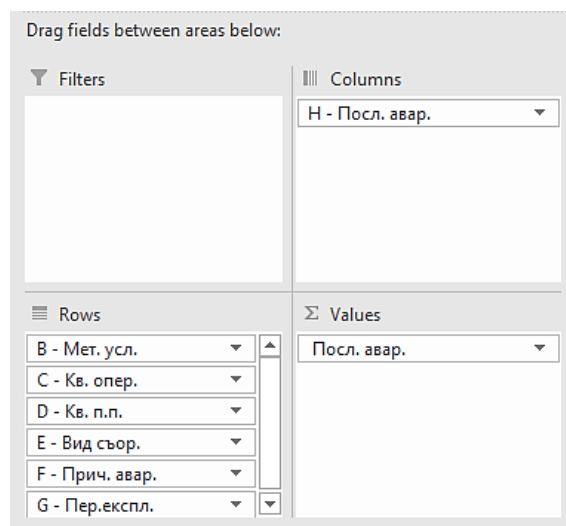 Drag fields between areas below:
Filters
Columns
Н - Посл. авар.
Rows
В - Мет. усл.
С - Кв. опер.
D - Кв. п.п.
Е - Вид съор.
F - Прич. авар.
G - Пер.експл.
Σ Values
Посл. авар.